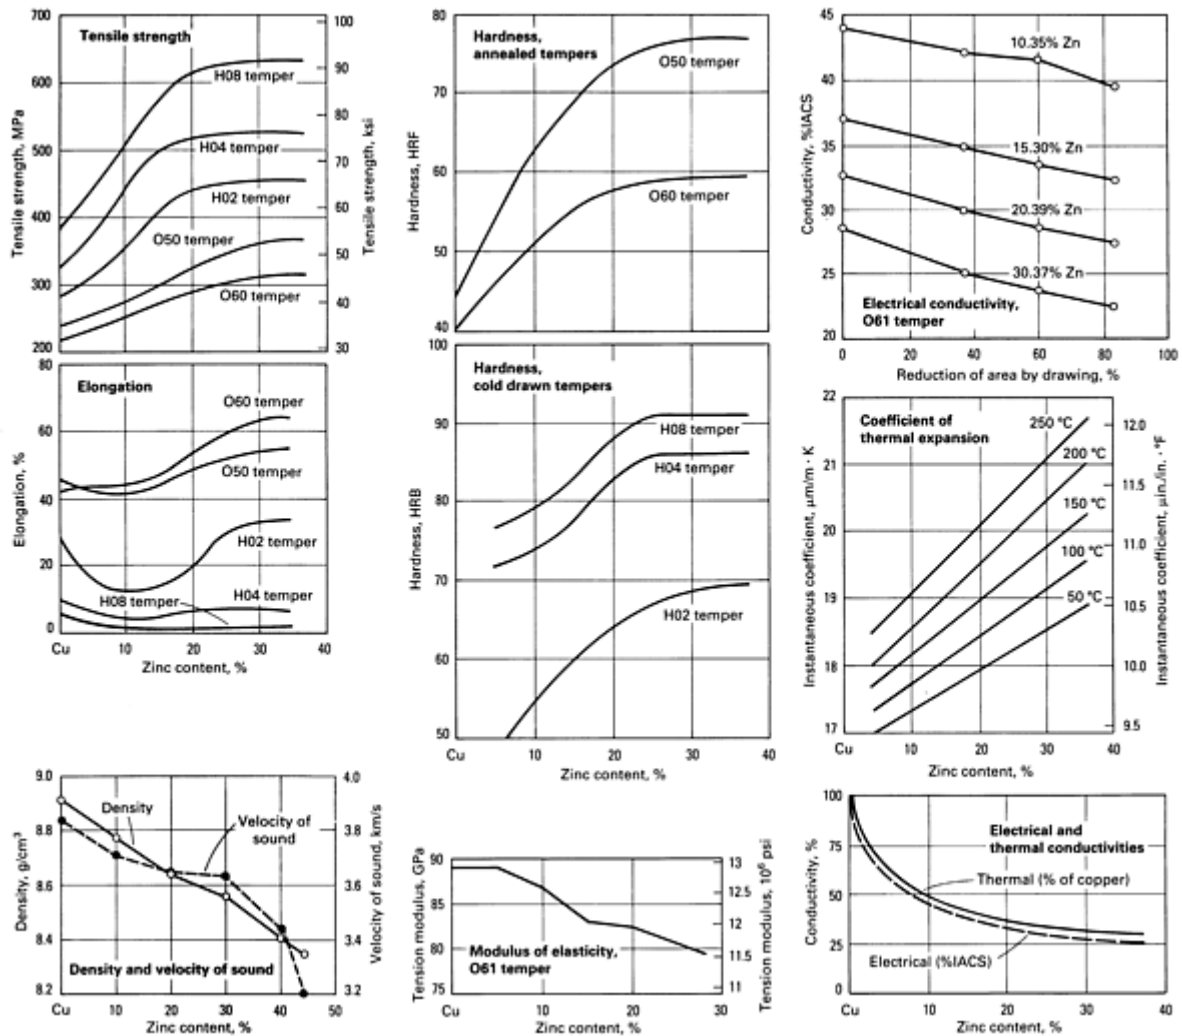 Tensile strength
H08 temper
H04 temper
H02 temper
O50 temper
O60 temper
Tensile strength, MPa
700
600
500
400
300
200
Tensile strength, ksi
100
90
80
70
60
50
40
30
Elongation
O60 temper
O50 temper
H02 temper
H04 temper
H08 temper
Elongation, %
80
60
40
20
0
Cu 10 20 30 40
Zinc content, %
Hardness,
annealed tempers
O50 temper
O60 temper
Hardness, HRF
80
70
60
50
40
Hardness,
cold drawn tempers
H08 temper
H04 temper
H02 temper
Hardness, HRB
100
90
80
70
60
50
Cu 10 20 30 40
Zinc content, %
10.35% Zn
15.30% Zn
20.39% Zn
30.37% Zn
Electrical conductivity,
O61 temper
Conductivity, %IACS
45
40
35
30
25
20
0 20 40 60 80 100
Reduction of area by drawing, %
Coefficient of
thermal expansion
250 °C
200 °C
150 °C
100 °C
50 °C
Instantaneous coefficient, μm/m · K
22
21
20
19
18
17
Instantaneous coefficient, μin./in. · °F
12.0
11.5
11.0
10.5
10.0
9.5
Cu 10 20 30 40
Zinc content, %
Density
Velocity of
sound
Density and velocity of sound
Density, g/cm³
9.0
8.8
8.6
8.4
8.2
Velocity of sound, km/s
4.0
3.8
3.6
3.4
3.2
Cu 10 20 30 40 50
Zinc content, %
Modulus of elasticity,
O61 temper
Tension modulus, GPa
90
85
80
75
Tension modulus, 10⁶ psi
13
12.5
12
11.5
11
Cu 10 20 30
Zinc content, %
Electrical and
thermal conductivities
Thermal (% of copper)
Electrical (%IACS)
Conductivity, %
100
75
50
25
0
Cu 10 20 30 40
Zinc content, %